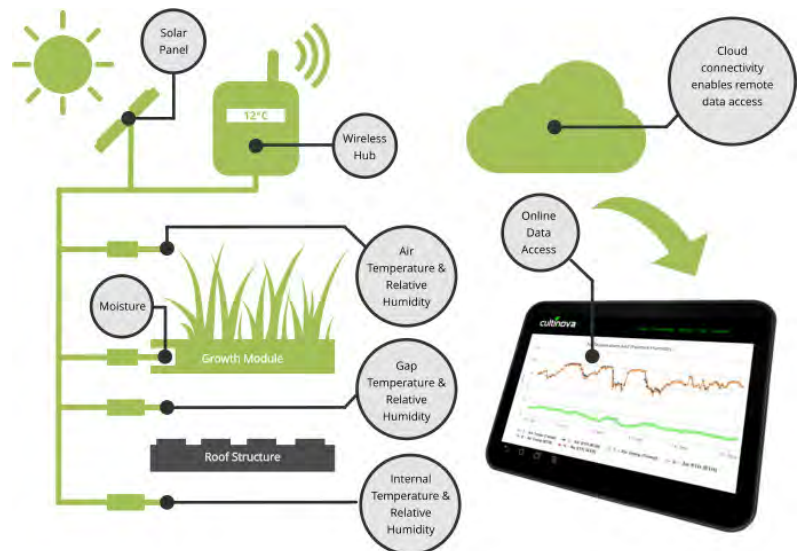 Solar
Panel
12°C
Wireless
Hub
Cloud
connectivity
enables remote
data access
Online
Data
Access
Air
Temperature &
Relative
Humidity
Moisture
Growth Module
cultinova
Gap
Temperature &
Relative
Humidity
Roof Structure
Internal
Temperature &
Relative
Humidity